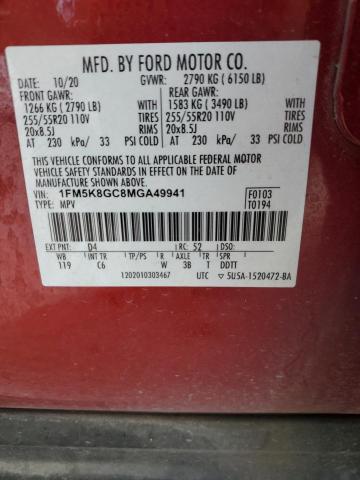 MFD. BY FORD MOTOR CO.
DATE: 10/20 GVWR: 2790 KG ( 6150 LB)
FRONT GAWR: REAR GAWR:
1266 KG ( 2790 LB) WITH 1583 KG ( 3490 LB) WITH
255/55R20 110V TIRES 255/55R20 110V TIRES
20x8.5J RIMS 20x8.5J RIMS
AT 230 kPa/ 33 PSI COLD AT 230 kPa/ 33 PSI COLD
THIS VEHICLE CONFORMS TO ALL APPLICABLE FEDERAL MOTOR
VEHICLE SAFETY AND BUMPER STANDARDS IN EFFECT ON THE DATE OF
MANUFACTURE SHOWN ABOVE.
VIN: 1FM5K8GC8MGA49941 F0103
TYPE: MPV T0194
EXT PNT: D4 RC: 52 DSO:
WB INT TR TP/PS R AXLE TR SPR
119 C6 W 3B T DDTT
1202010303467 UTC 5U5A-1520472-BA